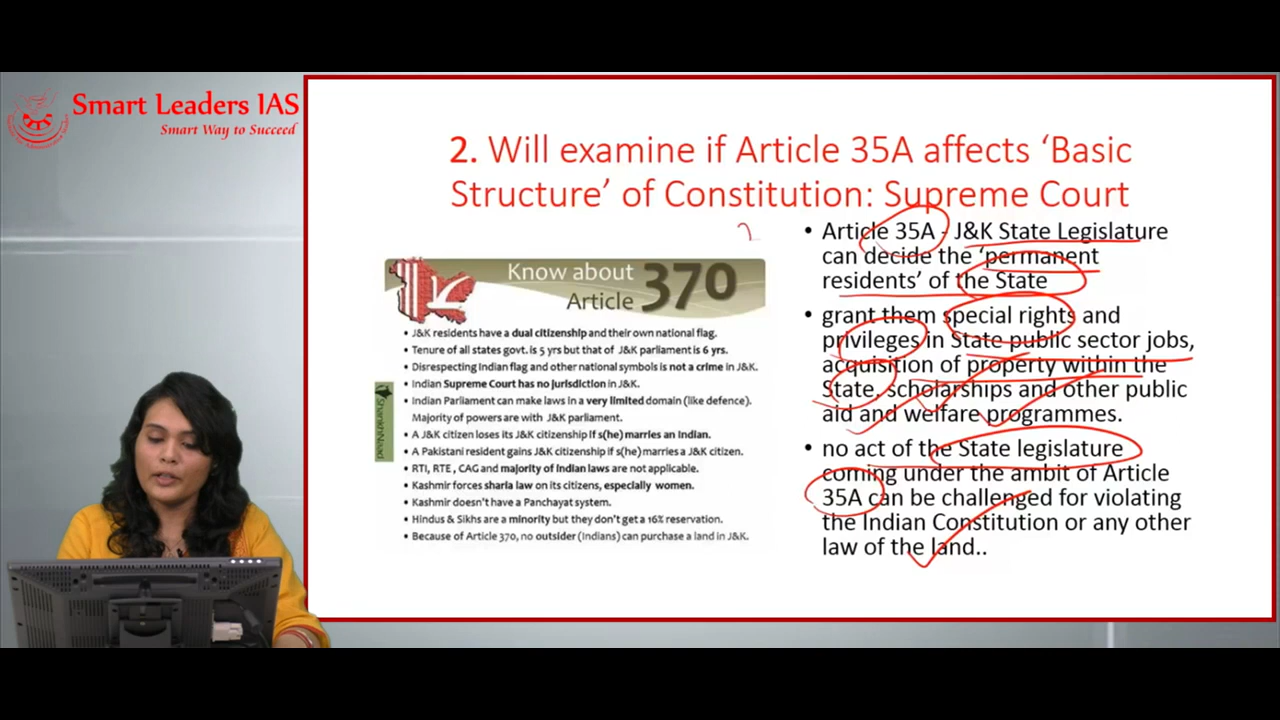 Smart Leaders IAS
Smart Way to Succeed
2. Will examine if Article 35A affects ‘Basic
Structure’ of Constitution: Supreme Court
Know about
Article 370
• J&K residents have a dual citizenship and their own national flag.
• Tenure of all states govt. is 5 yrs but that of J&K parliament is 6 yrs.
• Disrespecting Indian flag and other national symbols is not a crime in J&K.
• Indian Supreme Court has no jurisdiction in J&K.
• Indian Parliament can make laws in a very limited domain (like defence).
Majority of powers are with J&K parliament.
• A J&K citizen loses its J&K citizenship if s(he) marries an Indian.
• A Pakistani resident gains J&K citizenship if s(he) marries a J&K citizen.
• RTI, RTE , CAG and majority of Indian laws are not applicable.
• Kashmir forces sharia law on its citizens, especially women.
• Kashmir doesn't have a Panchayat system.
• Hindus & Sikhs are a minority but they don't get a 16% reservation.
• Because of Article 370, no outsider (Indians) can purchase a land in J&K.
ShankhNaad
• Article 35A - J&K State Legislature
can decide the ‘permanent
residents’ of the State
• grant them special rights and
privileges in State public sector jobs,
acquisition of property within the
State, scholarships and other public
aid and welfare programmes.
• no act of the State legislature
coming under the ambit of Article
35A can be challenged for violating
the Indian Constitution or any other
law of the land..